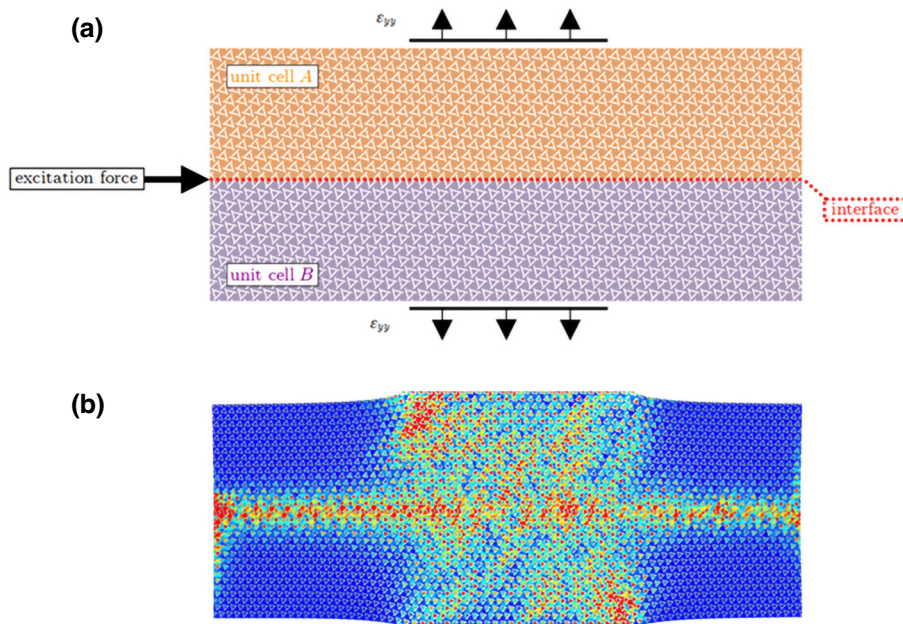 (a)
εyy
unit cell A
excitation force
interface
unit cell B
εyy
(b)